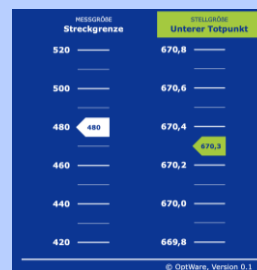 MESSGRÖßE
Streckgrenze
STELLGRÖßE
Unterer Totpunkt
520
500
480
460
440
420
480
670,8
670,6
670,4
670,2
670,0
669,8
670,3
© OptWare, Version 0.1